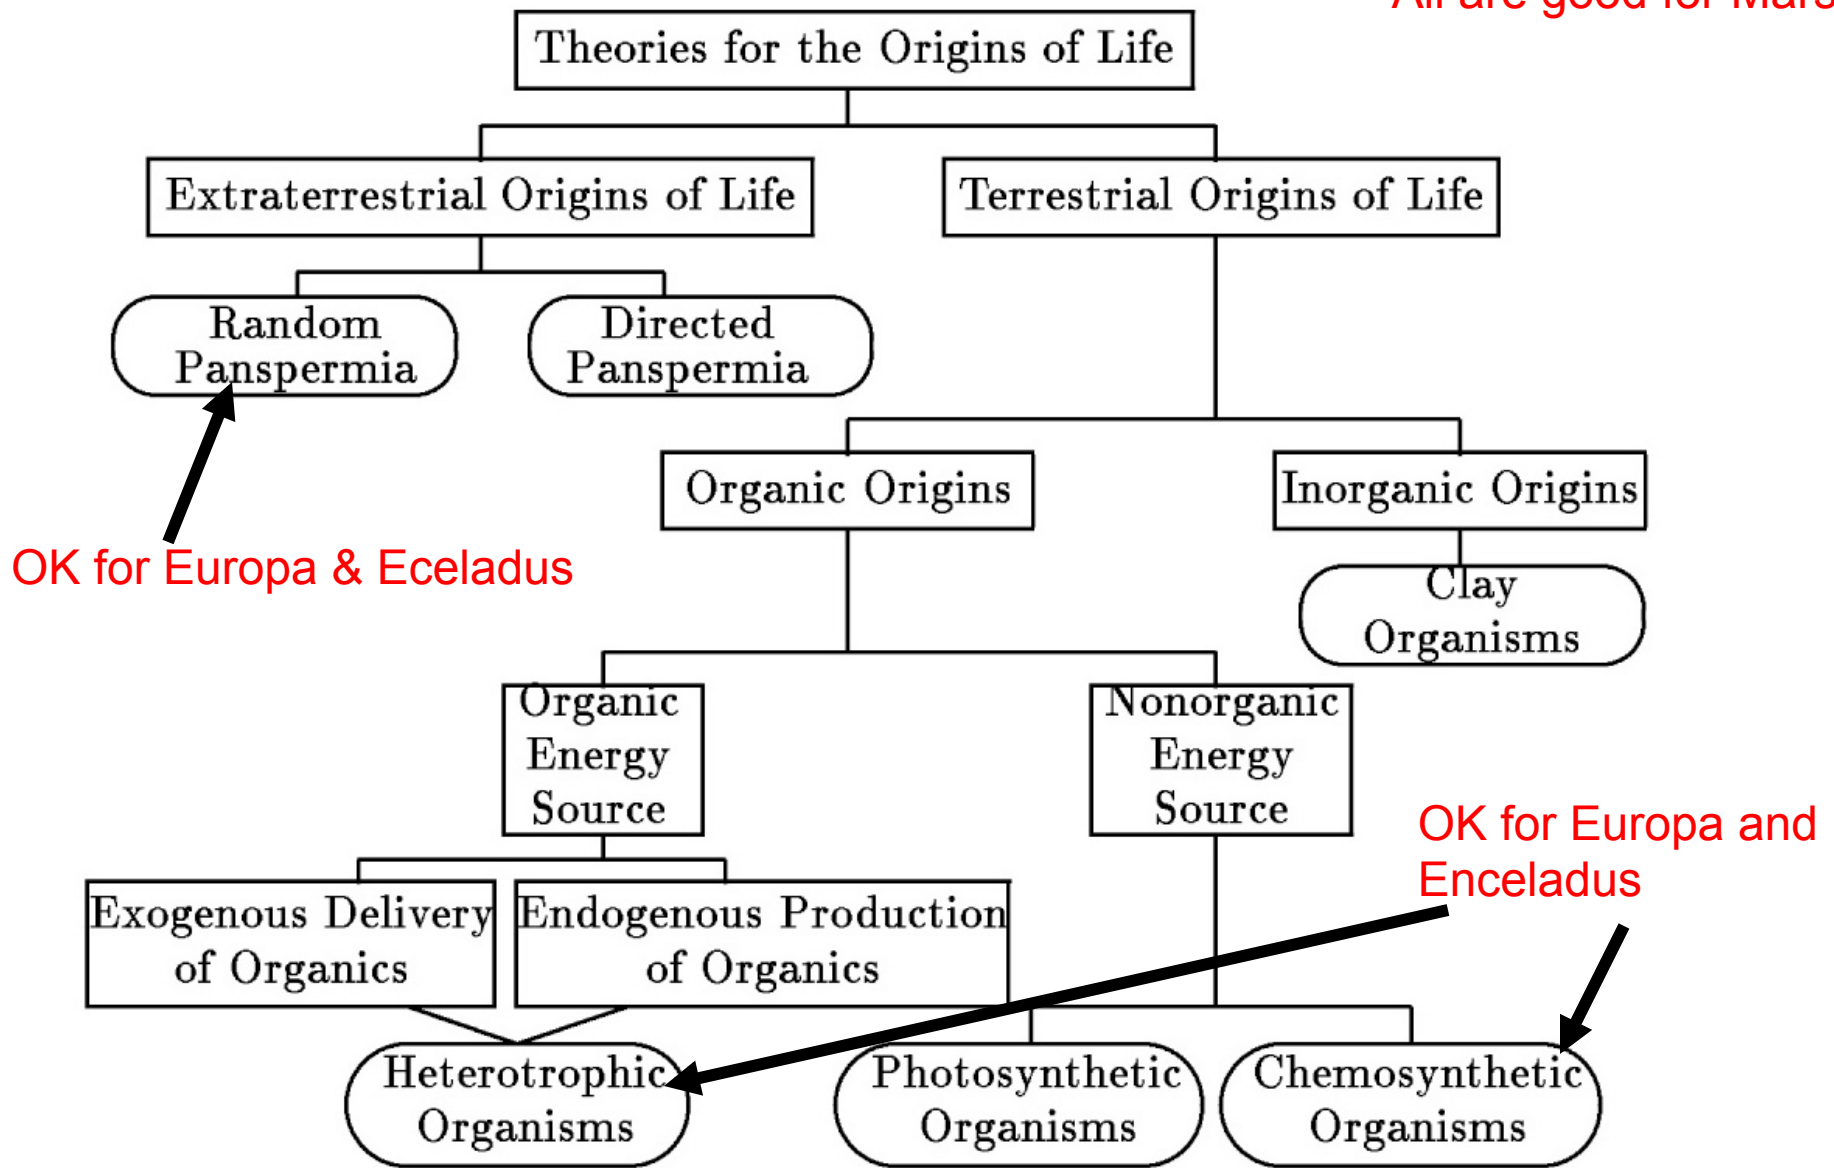 All are good for Mars
Theories for the Origins of Life
Extraterrestrial Origins of Life
Terrestrial Origins of Life
Random
Panspermia
Directed
Panspermia
Organic Origins
Inorganic Origins
OK for Europa & Eceladus
Clay
Organisms
Organic
Energy
Source
Nonorganic
Energy
Source
OK for Europa and
Enceladus
Exogenous Delivery
of Organics
Endogenous Production
of Organics
Heterotrophic
Organisms
Photosynthetic
Organisms
Chemosynthetic
Organisms